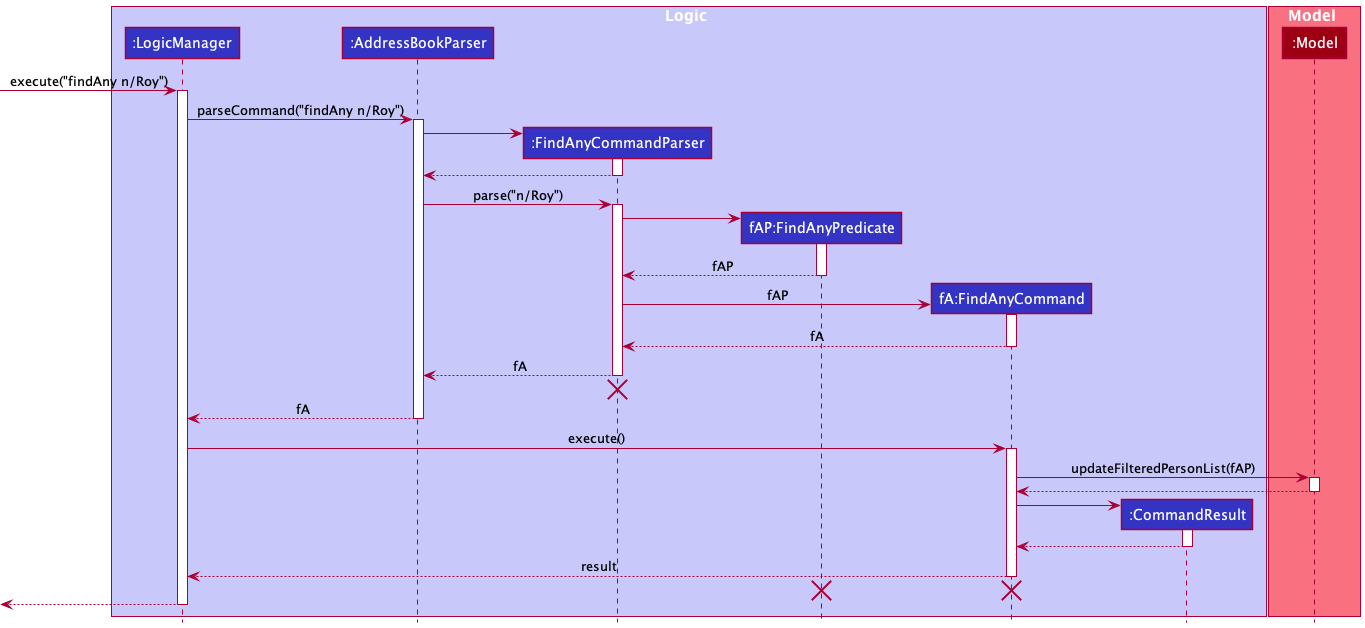 Logic
Model
:LogicManager
:AddressBookParser
:Model
execute("findAny n/Roy")
parseCommand("findAny n/Roy")
:FindAnyCommandParser
parse("n/Roy")
fAP:FindAnyPredicate
fAP
fAP
fA:FindAnyCommand
fA
fA
fA
execute()
updateFilteredPersonList(fAP)
:CommandResult
result